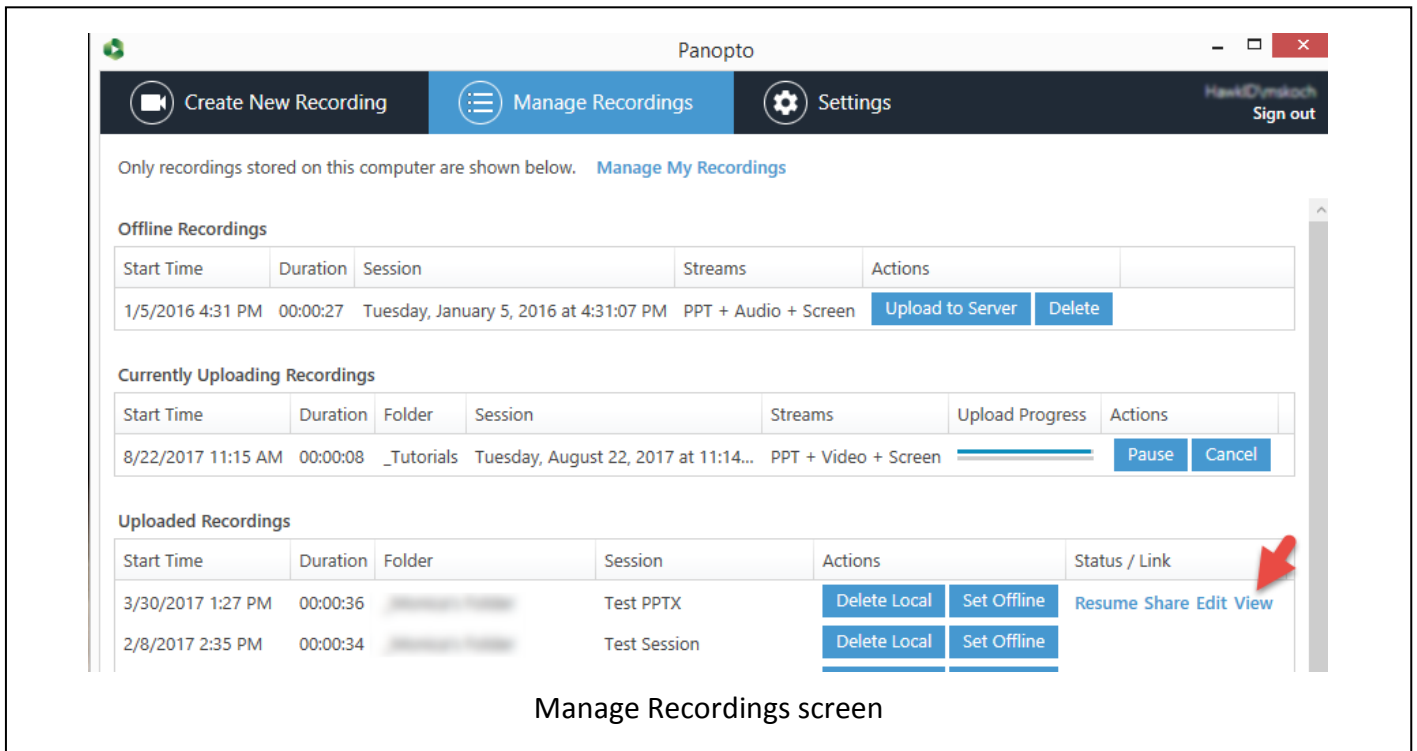 Panopto
Create New Recording Manage Recordings Settings
Sign out
Only recordings stored on this computer are shown below. Manage My Recordings
Offline Recordings
Start Time Duration Session Streams Actions
1/5/2016 4:31 PM 00:00:27 Tuesday, January 5, 2016 at 4:31:07 PM PPT + Audio + Screen Upload to Server Delete
Currently Uploading Recordings
Start Time Duration Folder Session Streams Upload Progress Actions
8/22/2017 11:15 AM 00:00:08 _Tutorials Tuesday, August 22, 2017 at 11:14... PPT + Video + Screen Pause Cancel
Uploaded Recordings
Start Time Duration Folder Session Actions Status / Link
3/30/2017 1:27 PM 00:00:36 Test PPTX Delete Local Set Offline Resume Share Edit View
2/8/2017 2:35 PM 00:00:34 Test Session Delete Local Set Offline
Manage Recordings screen